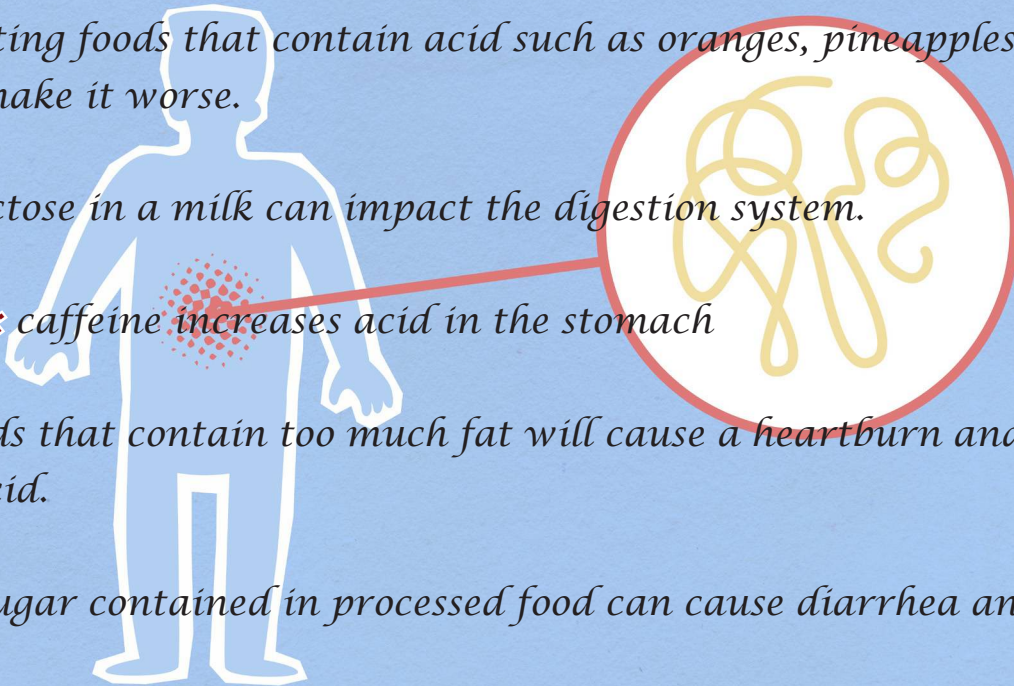 ting foods that contain acid such as oranges, pineapples
make it worse.
ctose in a milk can impact the digestion system.
caffeine increases acid in the stomach
ds that contain too much fat will cause a heartburn and
cid.
ugar contained in processed food can cause diarrhea an